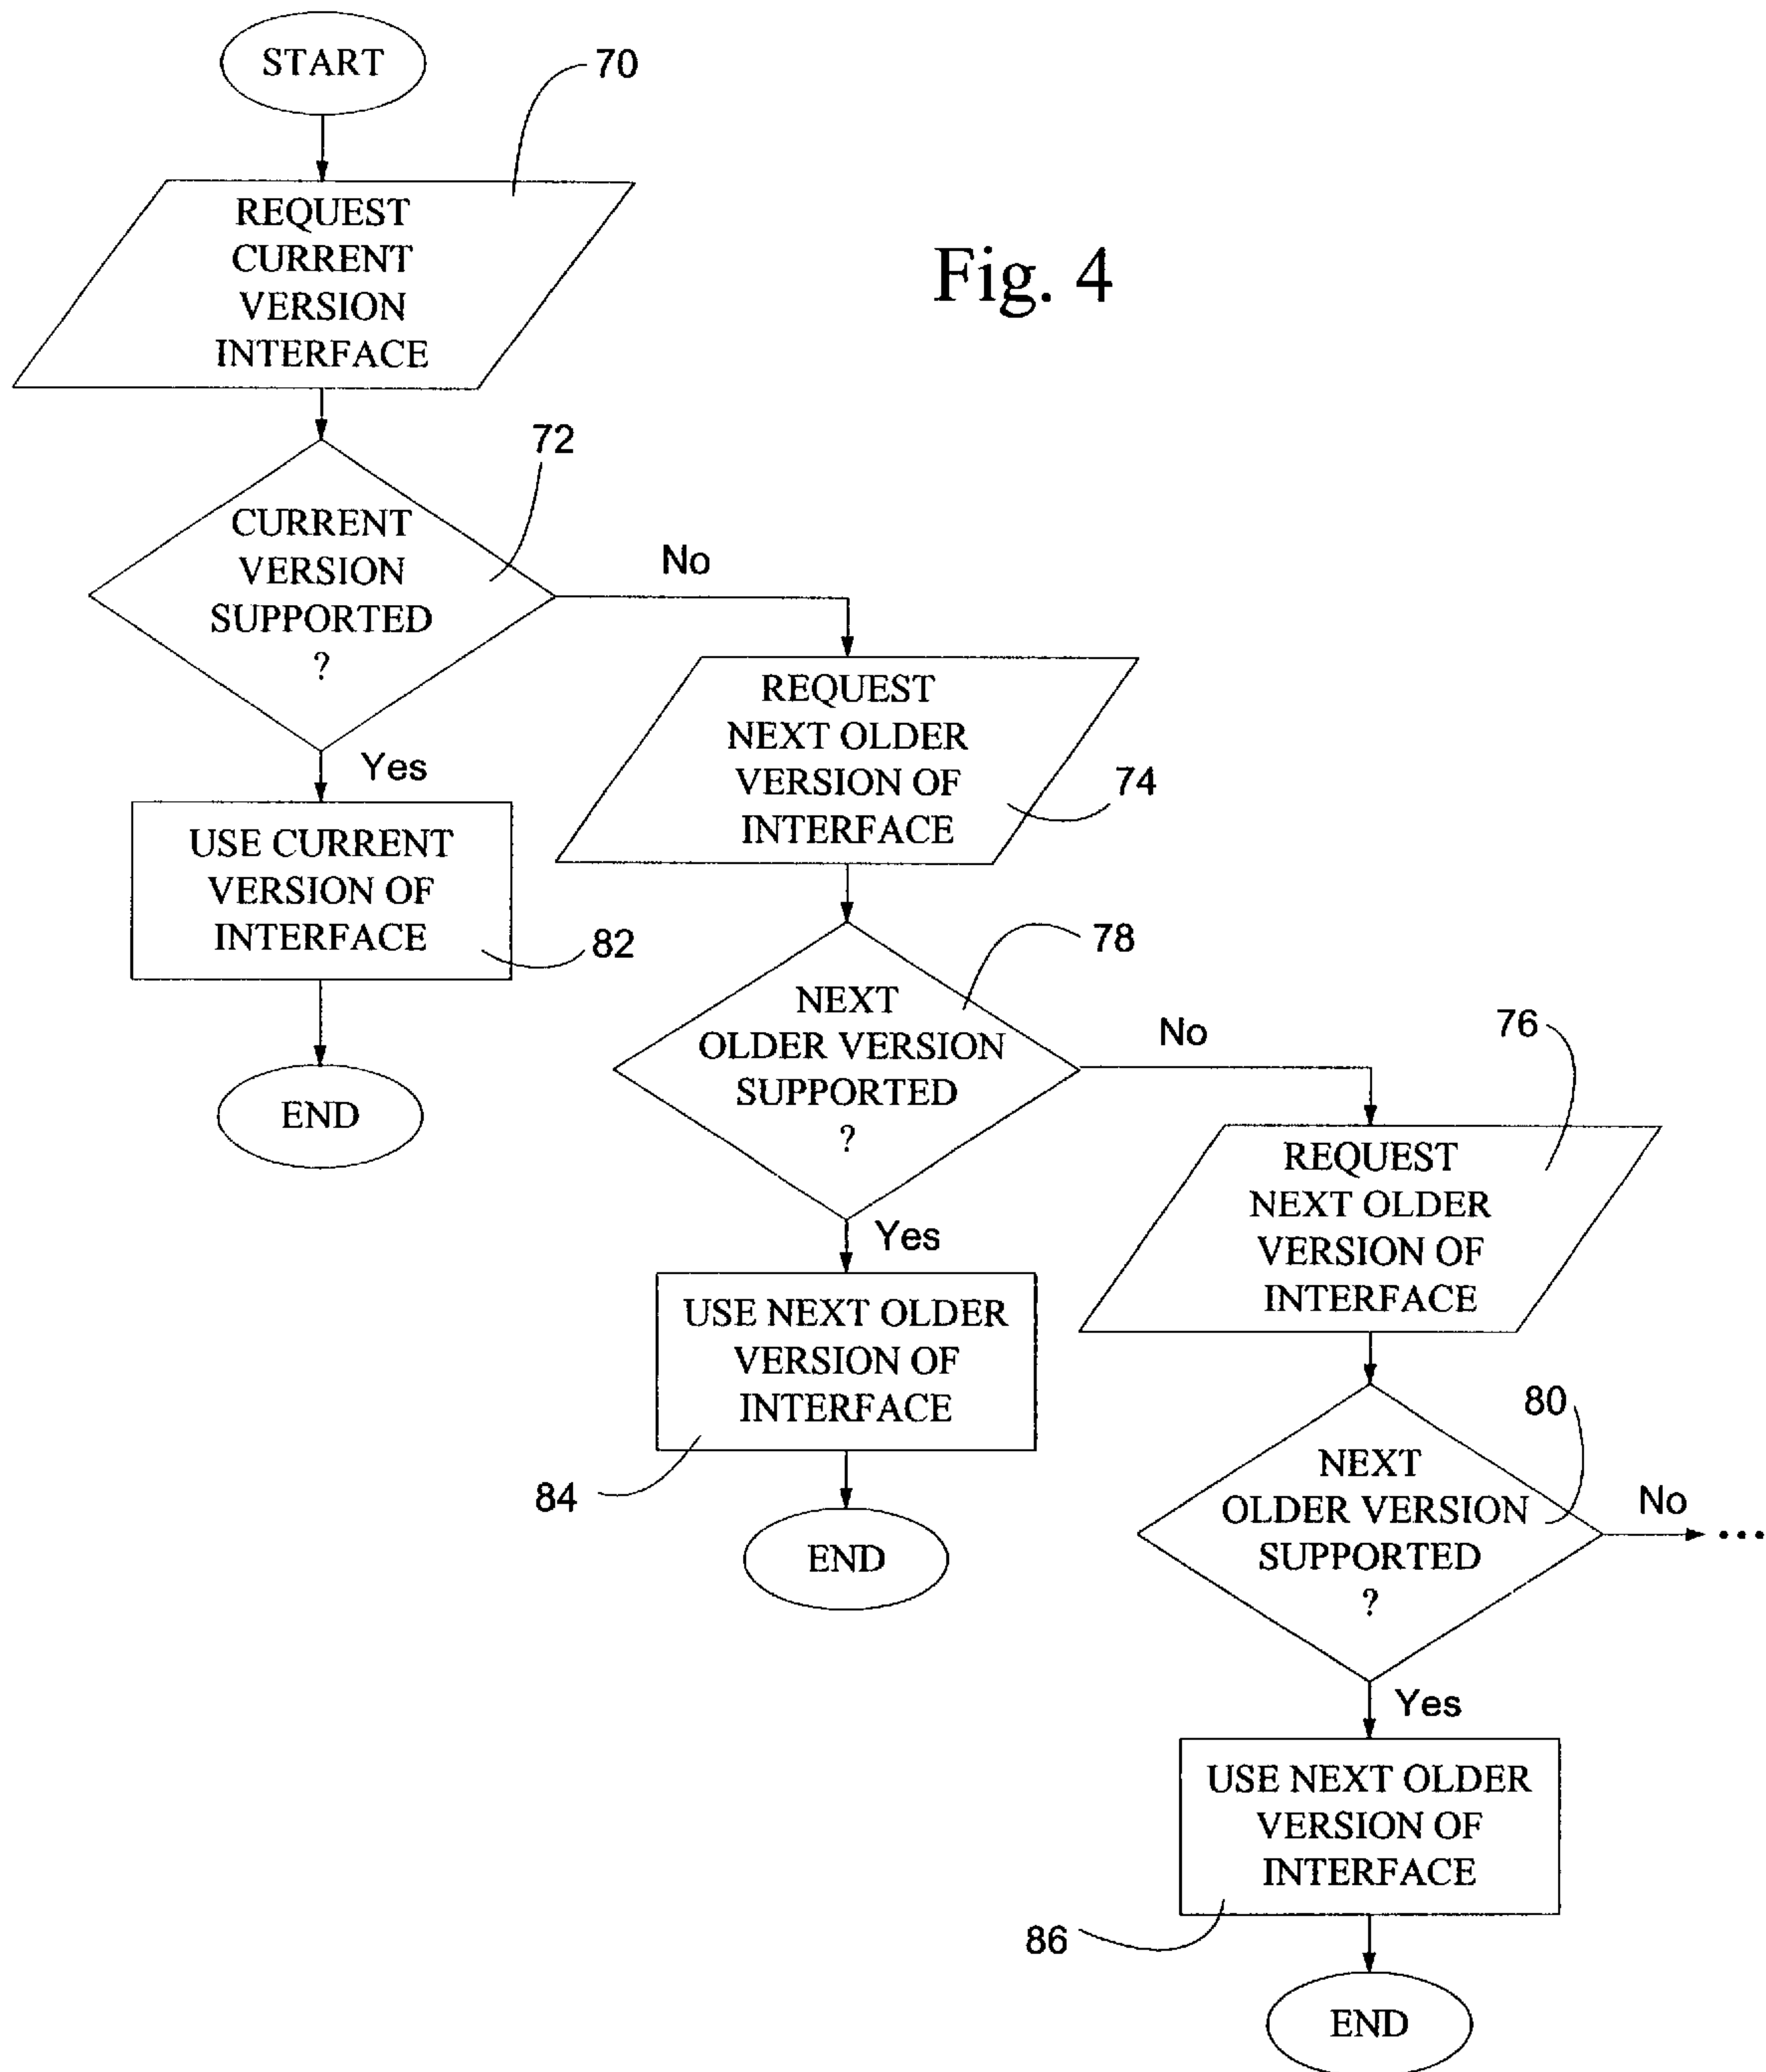 START
70
REQUEST
CURRENT
VERSION
INTERFACE
Fig. 4
72
CURRENT
VERSION
SUPPORTED
?
No
Yes
REQUEST
NEXT OLDER
VERSION OF
INTERFACE
74
USE CURRENT
VERSION OF
INTERFACE
82
END
78
NEXT
OLDER VERSION
SUPPORTED
?
No
Yes
76
REQUEST
NEXT OLDER
VERSION OF
INTERFACE
USE NEXT OLDER
VERSION OF
INTERFACE
84
END
80
NEXT
OLDER VERSION
SUPPORTED
?
No
...
Yes
USE NEXT OLDER
VERSION OF
INTERFACE
86
END